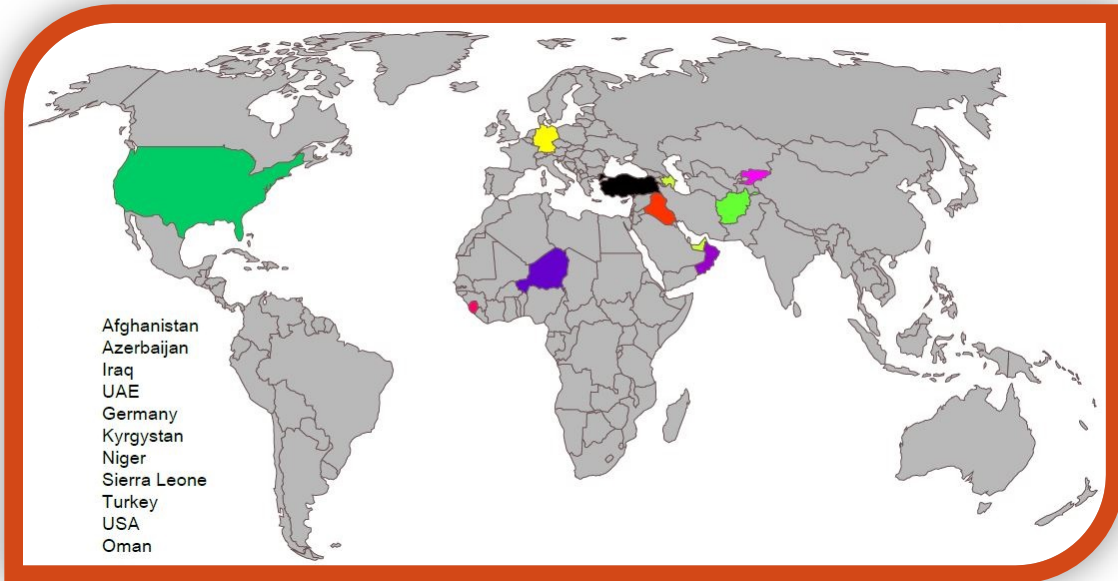 Afghanistan
Azerbaijan
Iraq
UAE
Germany
Kyrgystan
Niger
Sierra Leone
Turkey
USA
Oman